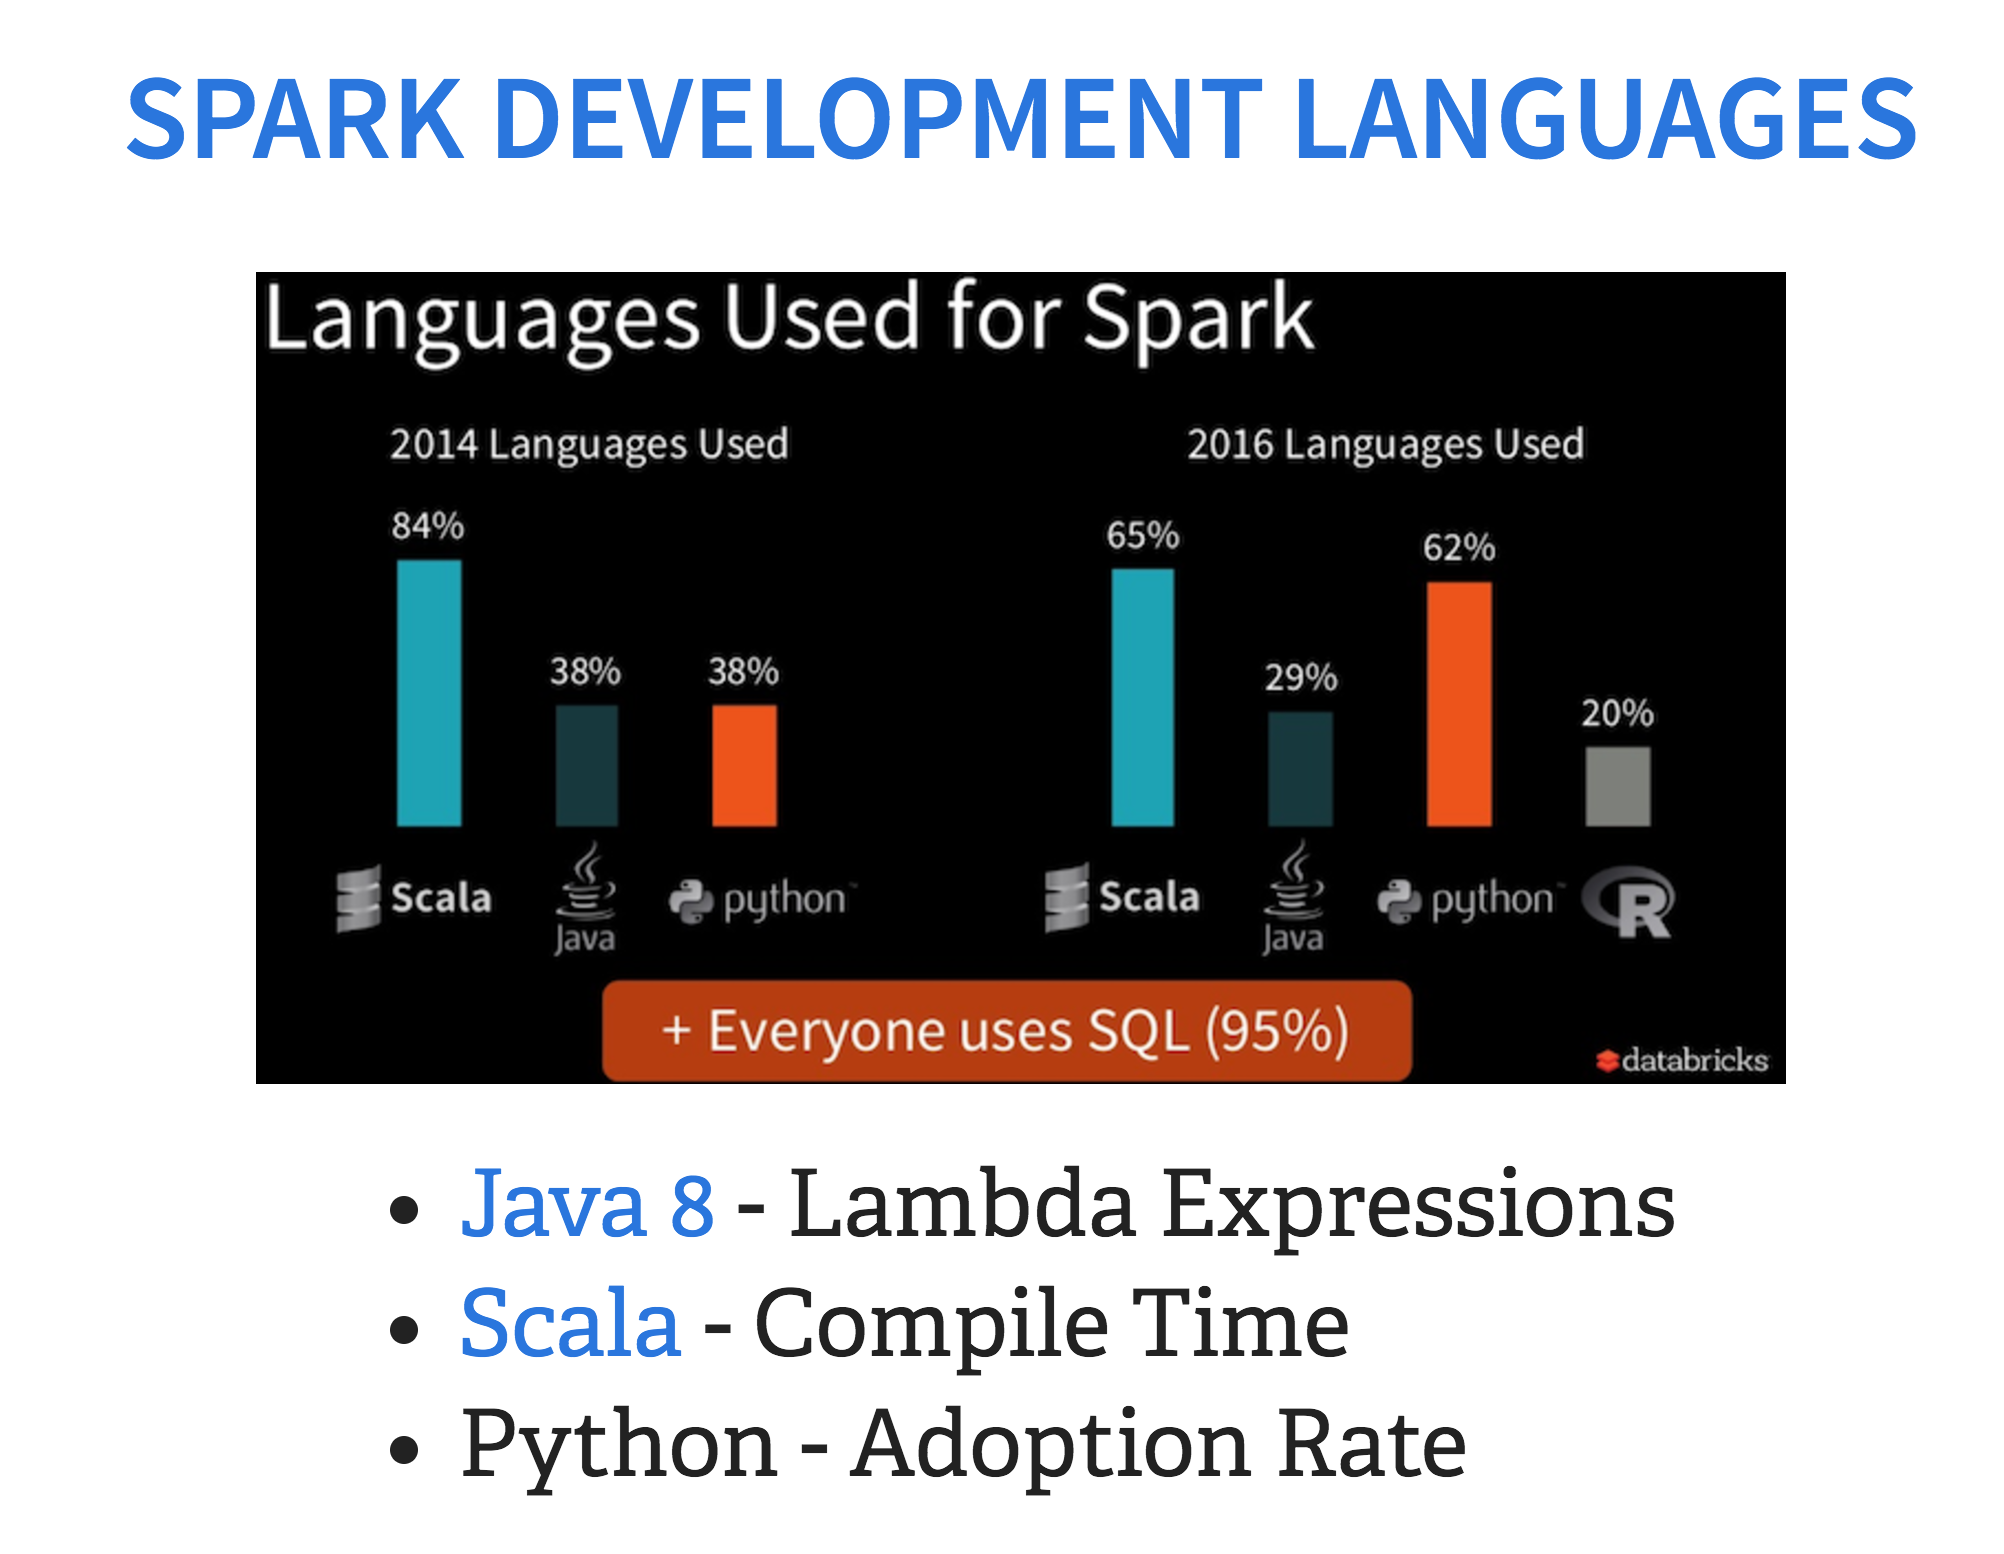 SPARK DEVELOPMENT LANGUAGES
Languages Used for Spark
2014 Languages Used
84%
38%
38%
Scala
Java
python™
2016 Languages Used
65%
29%
62%
20%
Scala
Java
python™
R
+ Everyone uses SQL (95%)
databricks
• Java 8 - Lambda Expressions
• Scala - Compile Time
• Python - Adoption Rate